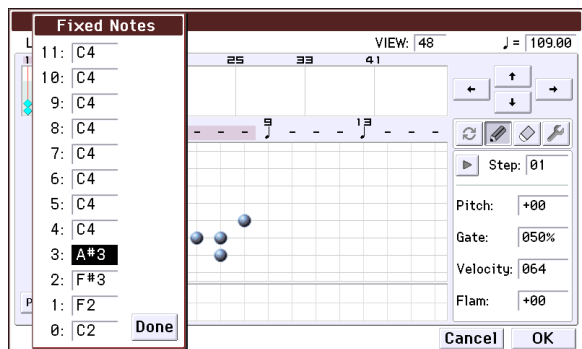 Fixed Notes
11: C4
10: C4
9: C4
8: C4
7: C4
6: C4
5: C4
4: C4
3: A#3
2: F#3
1: F2
0: C2
Done
L
VIEW: 48
♩ = 109.00
1
25
33
41
9
13
Step: 01
Pitch: +00
Gate: 050%
Velocity: 064
Flam: +00
P
Cancel
OK